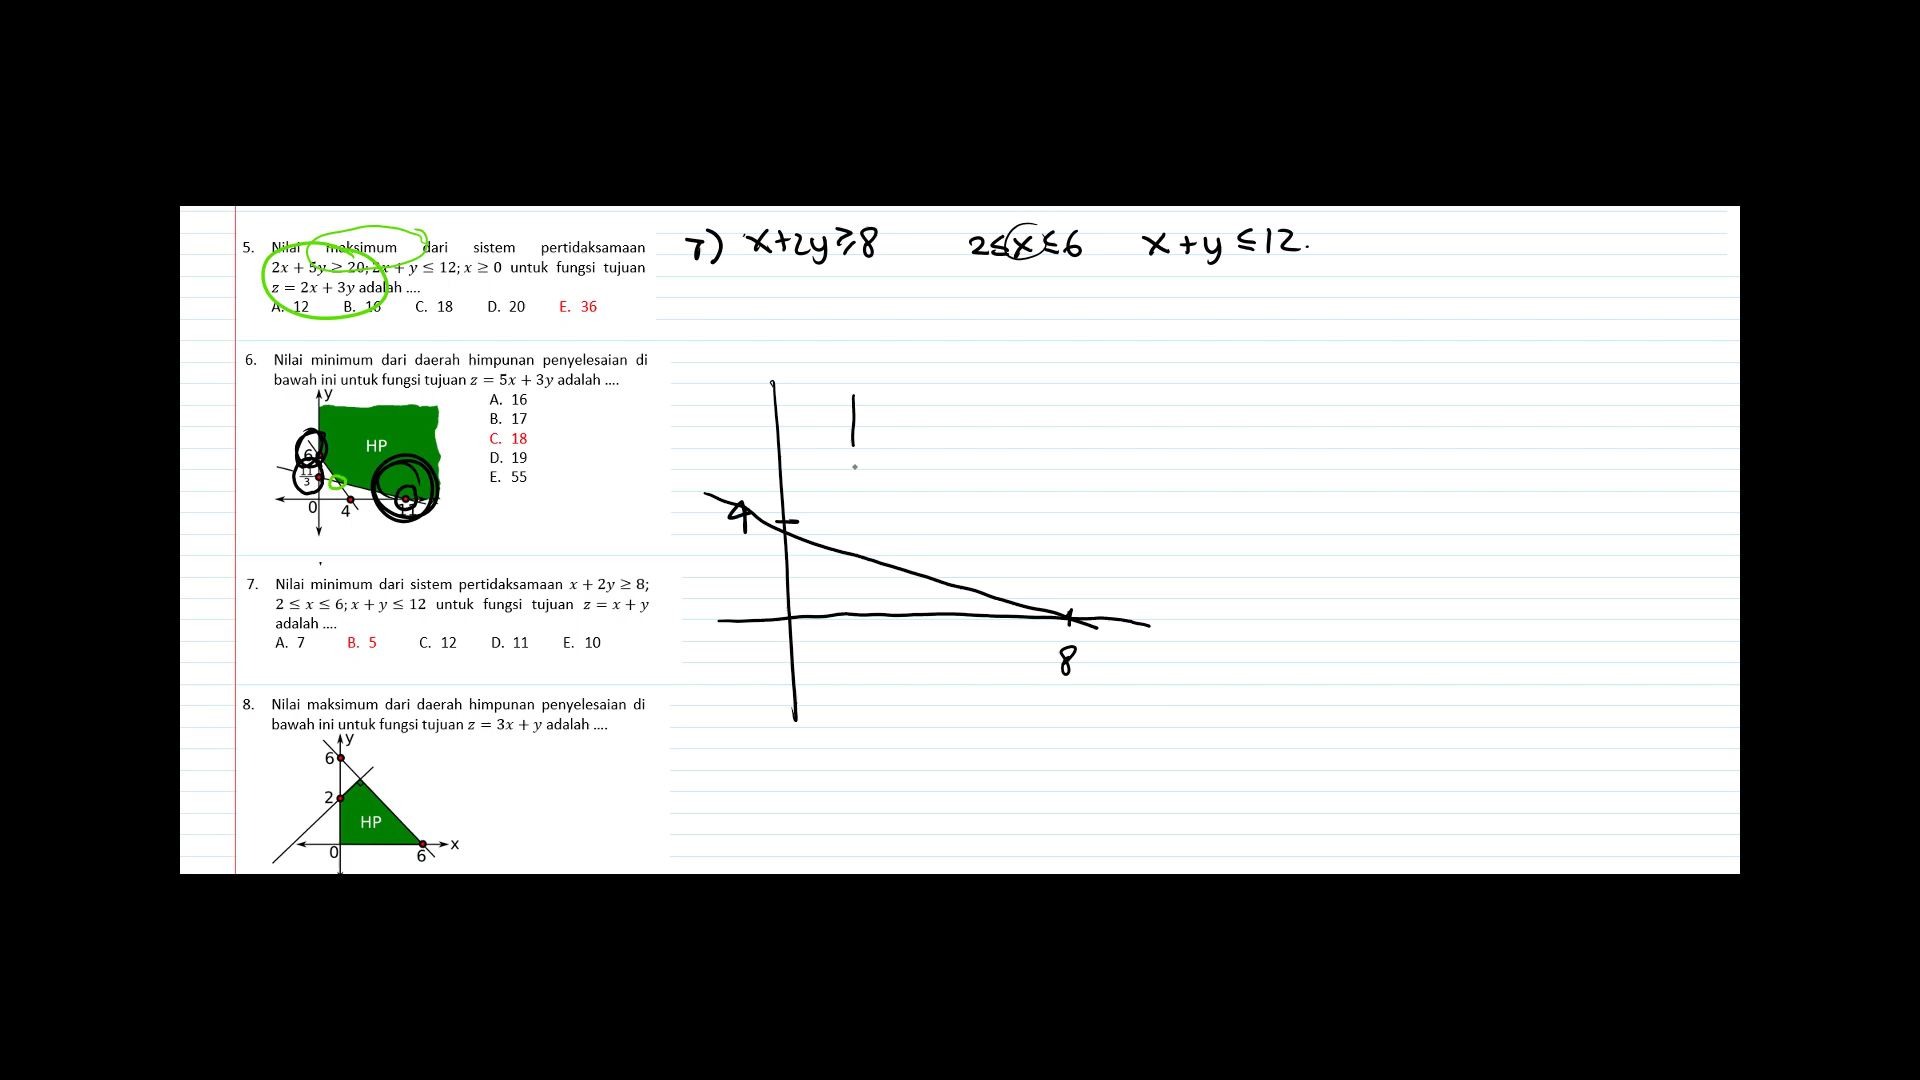 5. Nilai maksimum dari sistem pertidaksamaan
2x + 5y ≥ 20; 2x + y ≤ 12; x ≥ 0 untuk fungsi tujuan
z = 2x + 3y adalah ....
A. 12 B. 16 C. 18 D. 20 E. 36
6. Nilai minimum dari daerah himpunan penyelesaian di
bawah ini untuk fungsi tujuan z = 5x + 3y adalah ....
y
HP
6
11/3
0 4 11
A. 16
B. 17
C. 18
D. 19
E. 55
7. Nilai minimum dari sistem pertidaksamaan x + 2y ≥ 8;
2 ≤ x ≤ 6; x + y ≤ 12 untuk fungsi tujuan z = x + y
adalah ....
A. 7 B. 5 C. 12 D. 11 E. 10
8. Nilai maksimum dari daerah himpunan penyelesaian di
bawah ini untuk fungsi tujuan z = 3x + y adalah ....
y
6
2
HP
x
0 6
7) x+2y ≥ 8 2 ≤ x ≤ 6 x + y ≤ 12.
4
8